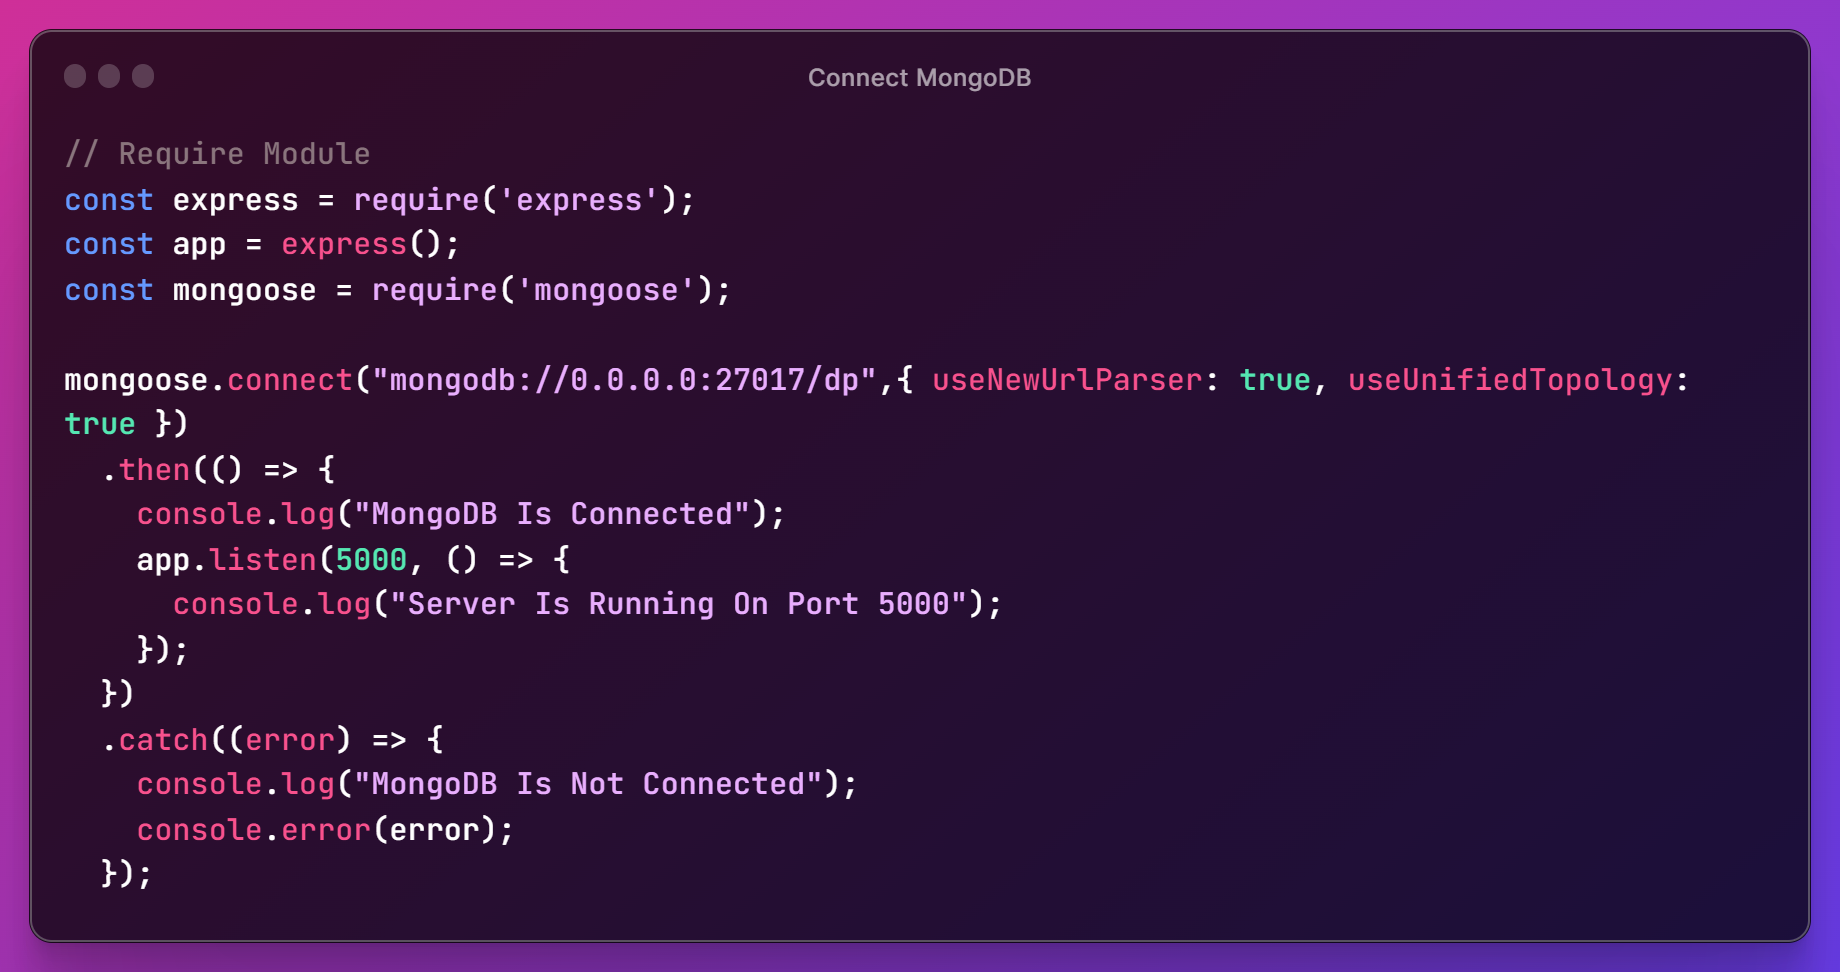 Connect MongoDB
// Require Module
const express = require('express');
const app = express();
const mongoose = require('mongoose');
mongoose.connect("mongodb://0.0.0.0:27017/dp",{ useNewUrlParser: true, useUnifiedTopology:
true })
  .then(() => {
    console.log("MongoDB Is Connected");
    app.listen(5000, () => {
      console.log("Server Is Running On Port 5000");
    });
  })
  .catch((error) => {
    console.log("MongoDB Is Not Connected");
    console.error(error);
  });